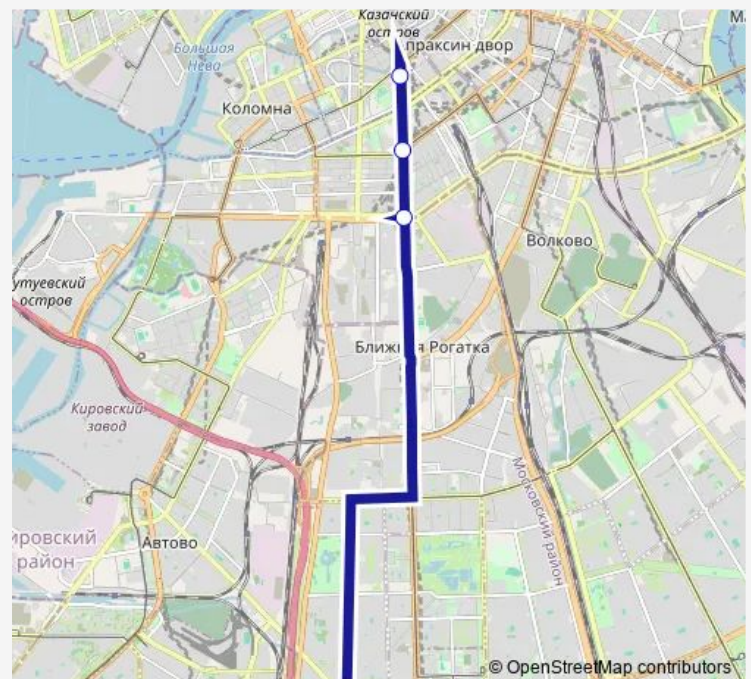 Казачский
остров
праксин двор
Большая
Нева
Коломна
Волково
утуевский
остров
Ближн я Рогатка
Кировский
завод
Московский район
ировский
район
Автово
© OpenStreetMap contributors